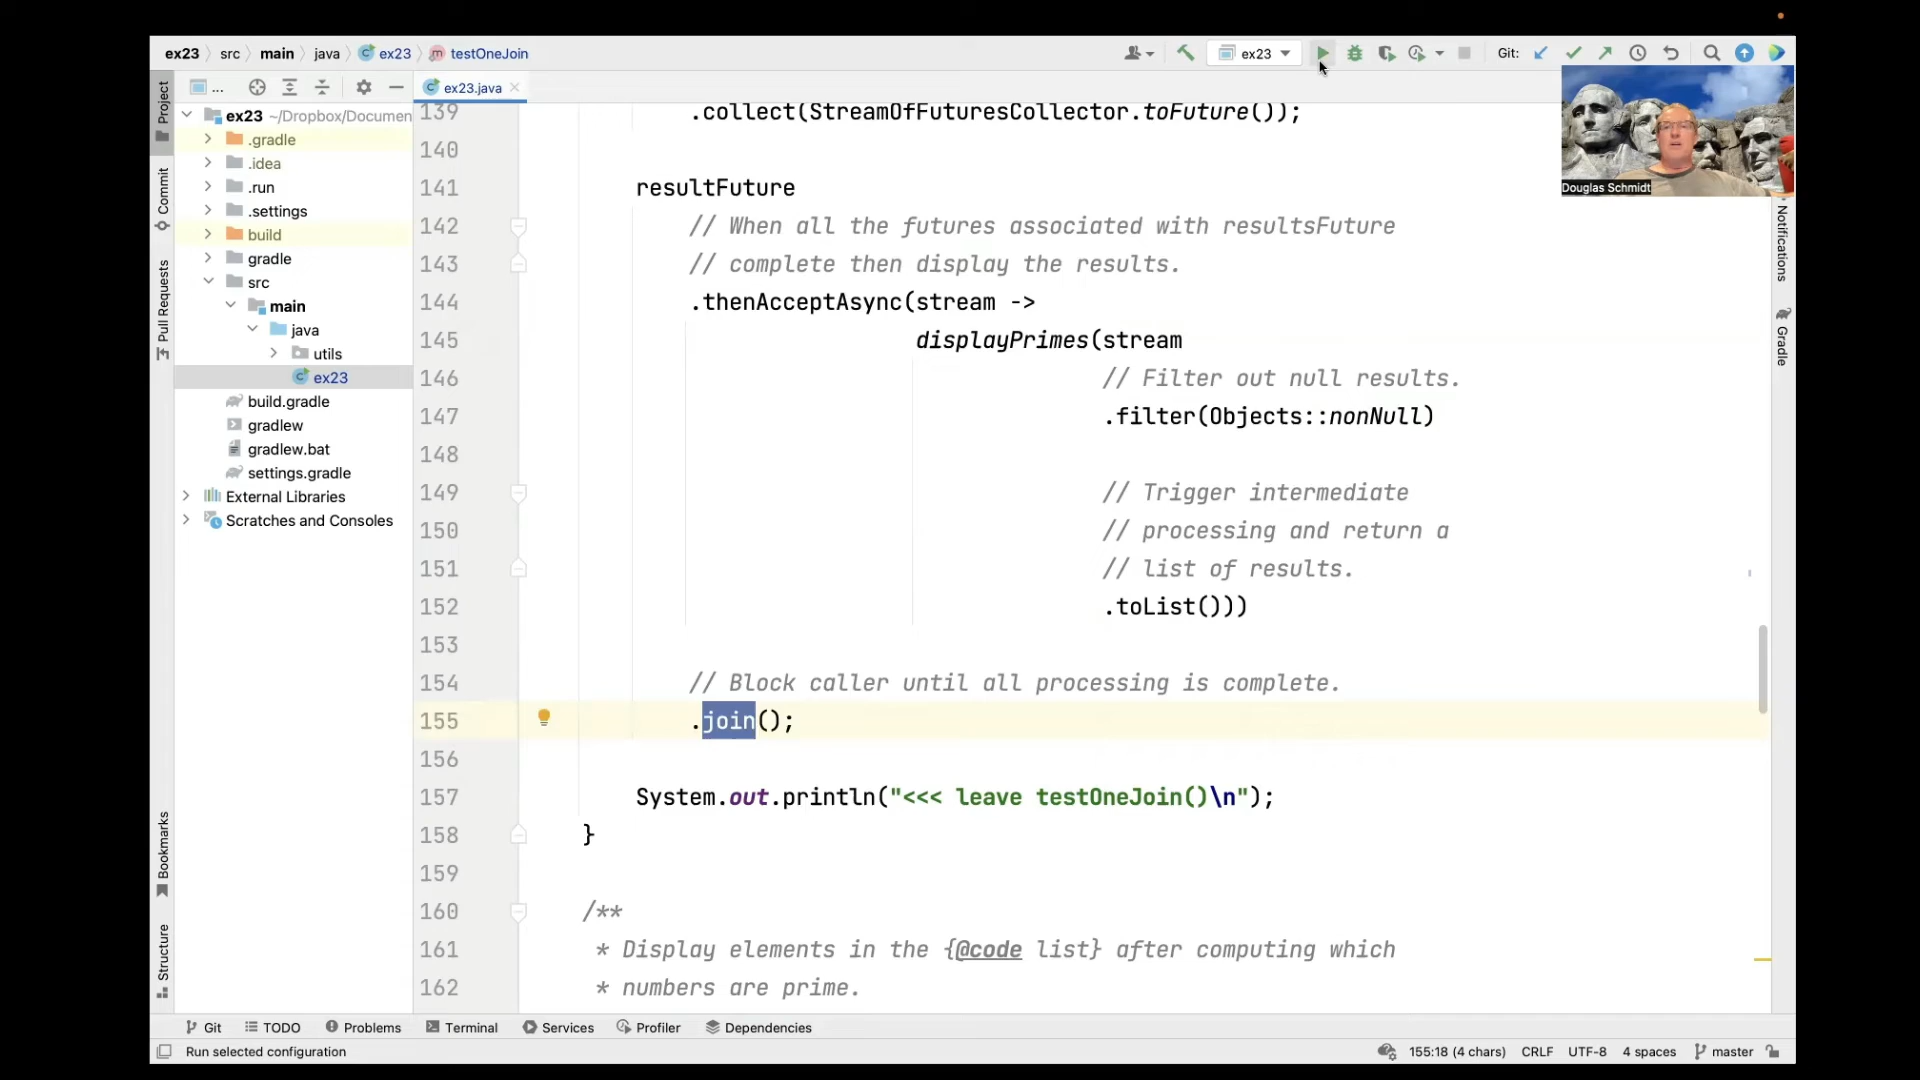 ex23 src main java ex23 testOneJoin
ex23
Git:
Project
...
ex23.java
Douglas Schmidt
ex23 ~/Dropbox/Documen
.gradle
.idea
.run
.settings
build
gradle
src
main
java
utils
ex23
build.gradle
gradlew
gradlew.bat
settings.gradle
External Libraries
Scratches and Consoles
Commit
Pull Requests
Bookmarks
Structure
Notifications
Gradle
139 .collect(StreamOfFuturesCollector.toFuture());
140
141 resultFuture
142 // When all the futures associated with resultsFuture
143 // complete then display the results.
144 .thenAcceptAsync(stream ->
145 displayPrimes(stream
146 // Filter out null results.
147 .filter(Objects::nonNull)
148
149 // Trigger intermediate
150 // processing and return a
151 // list of results.
152 .toList()))
153
154 // Block caller until all processing is complete.
155 .join();
156
157 System.out.println("<<< leave testOneJoin()\n");
158 }
159
160 /**
161 * Display elements in the {@code list} after computing which
162 * numbers are prime.
Git TODO Problems Terminal Services Profiler Dependencies
Run selected configuration
155:18 (4 chars) CRLF UTF-8 4 spaces master